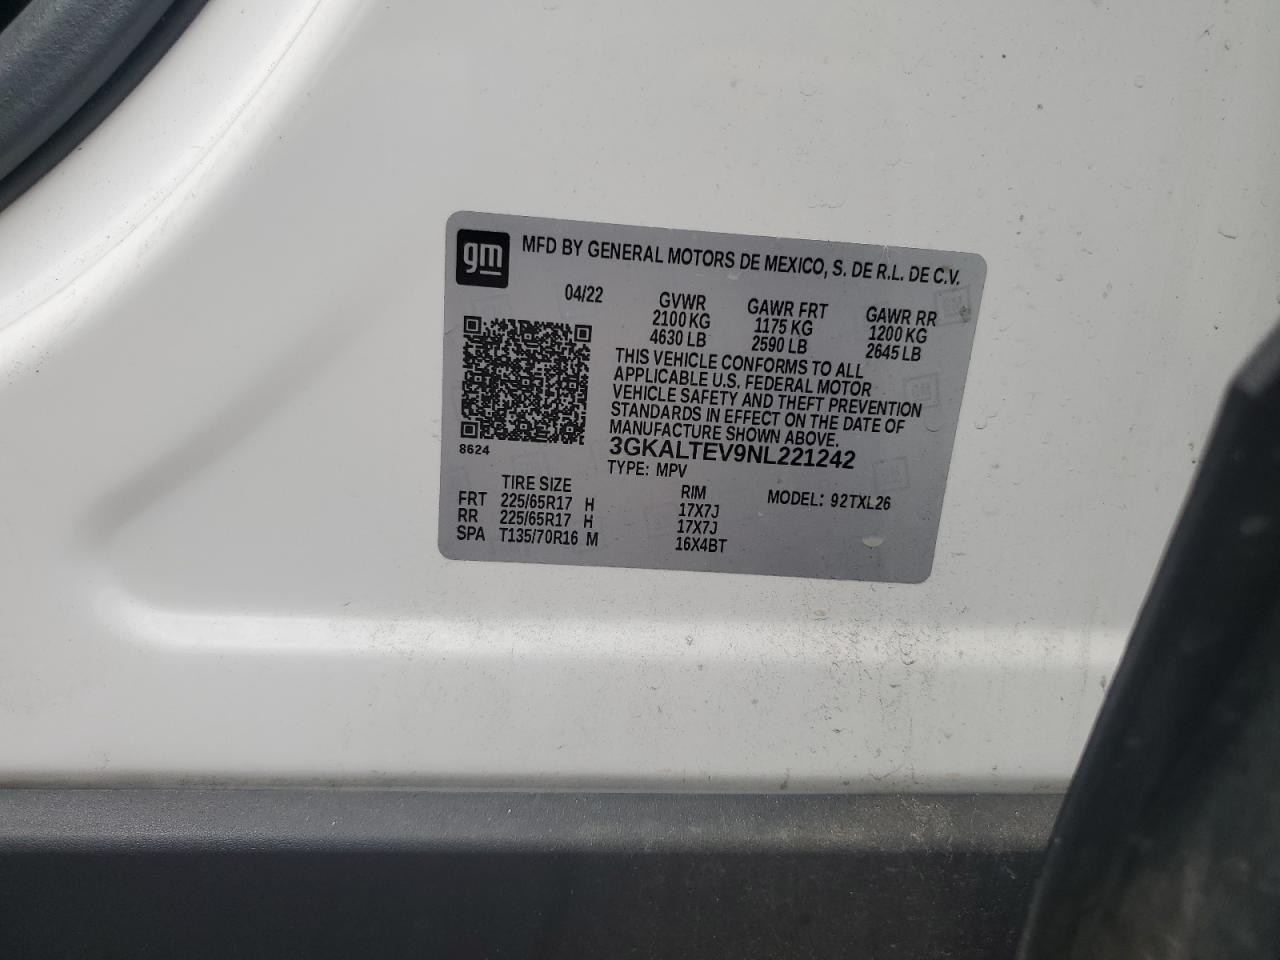 gm
MFD BY GENERAL MOTORS DE MEXICO, S. DE R.L. DE C.V.
04/22 GVWR GAWR FRT GAWR RR
2100 KG 1175 KG 1200 KG
4630 LB 2590 LB 2645 LB
THIS VEHICLE CONFORMS TO ALL
APPLICABLE U.S. FEDERAL MOTOR
VEHICLE SAFETY AND THEFT PREVENTION
STANDARDS IN EFFECT ON THE DATE OF
MANUFACTURE SHOWN ABOVE.
8624 3GKALTEV9NL221242
TYPE: MPV
TIRE SIZE RIM MODEL: 92TXL26
FRT 225/65R17 H 17X7J
RR 225/65R17 H 17X7J
SPA T135/70R16 M 16X4BT